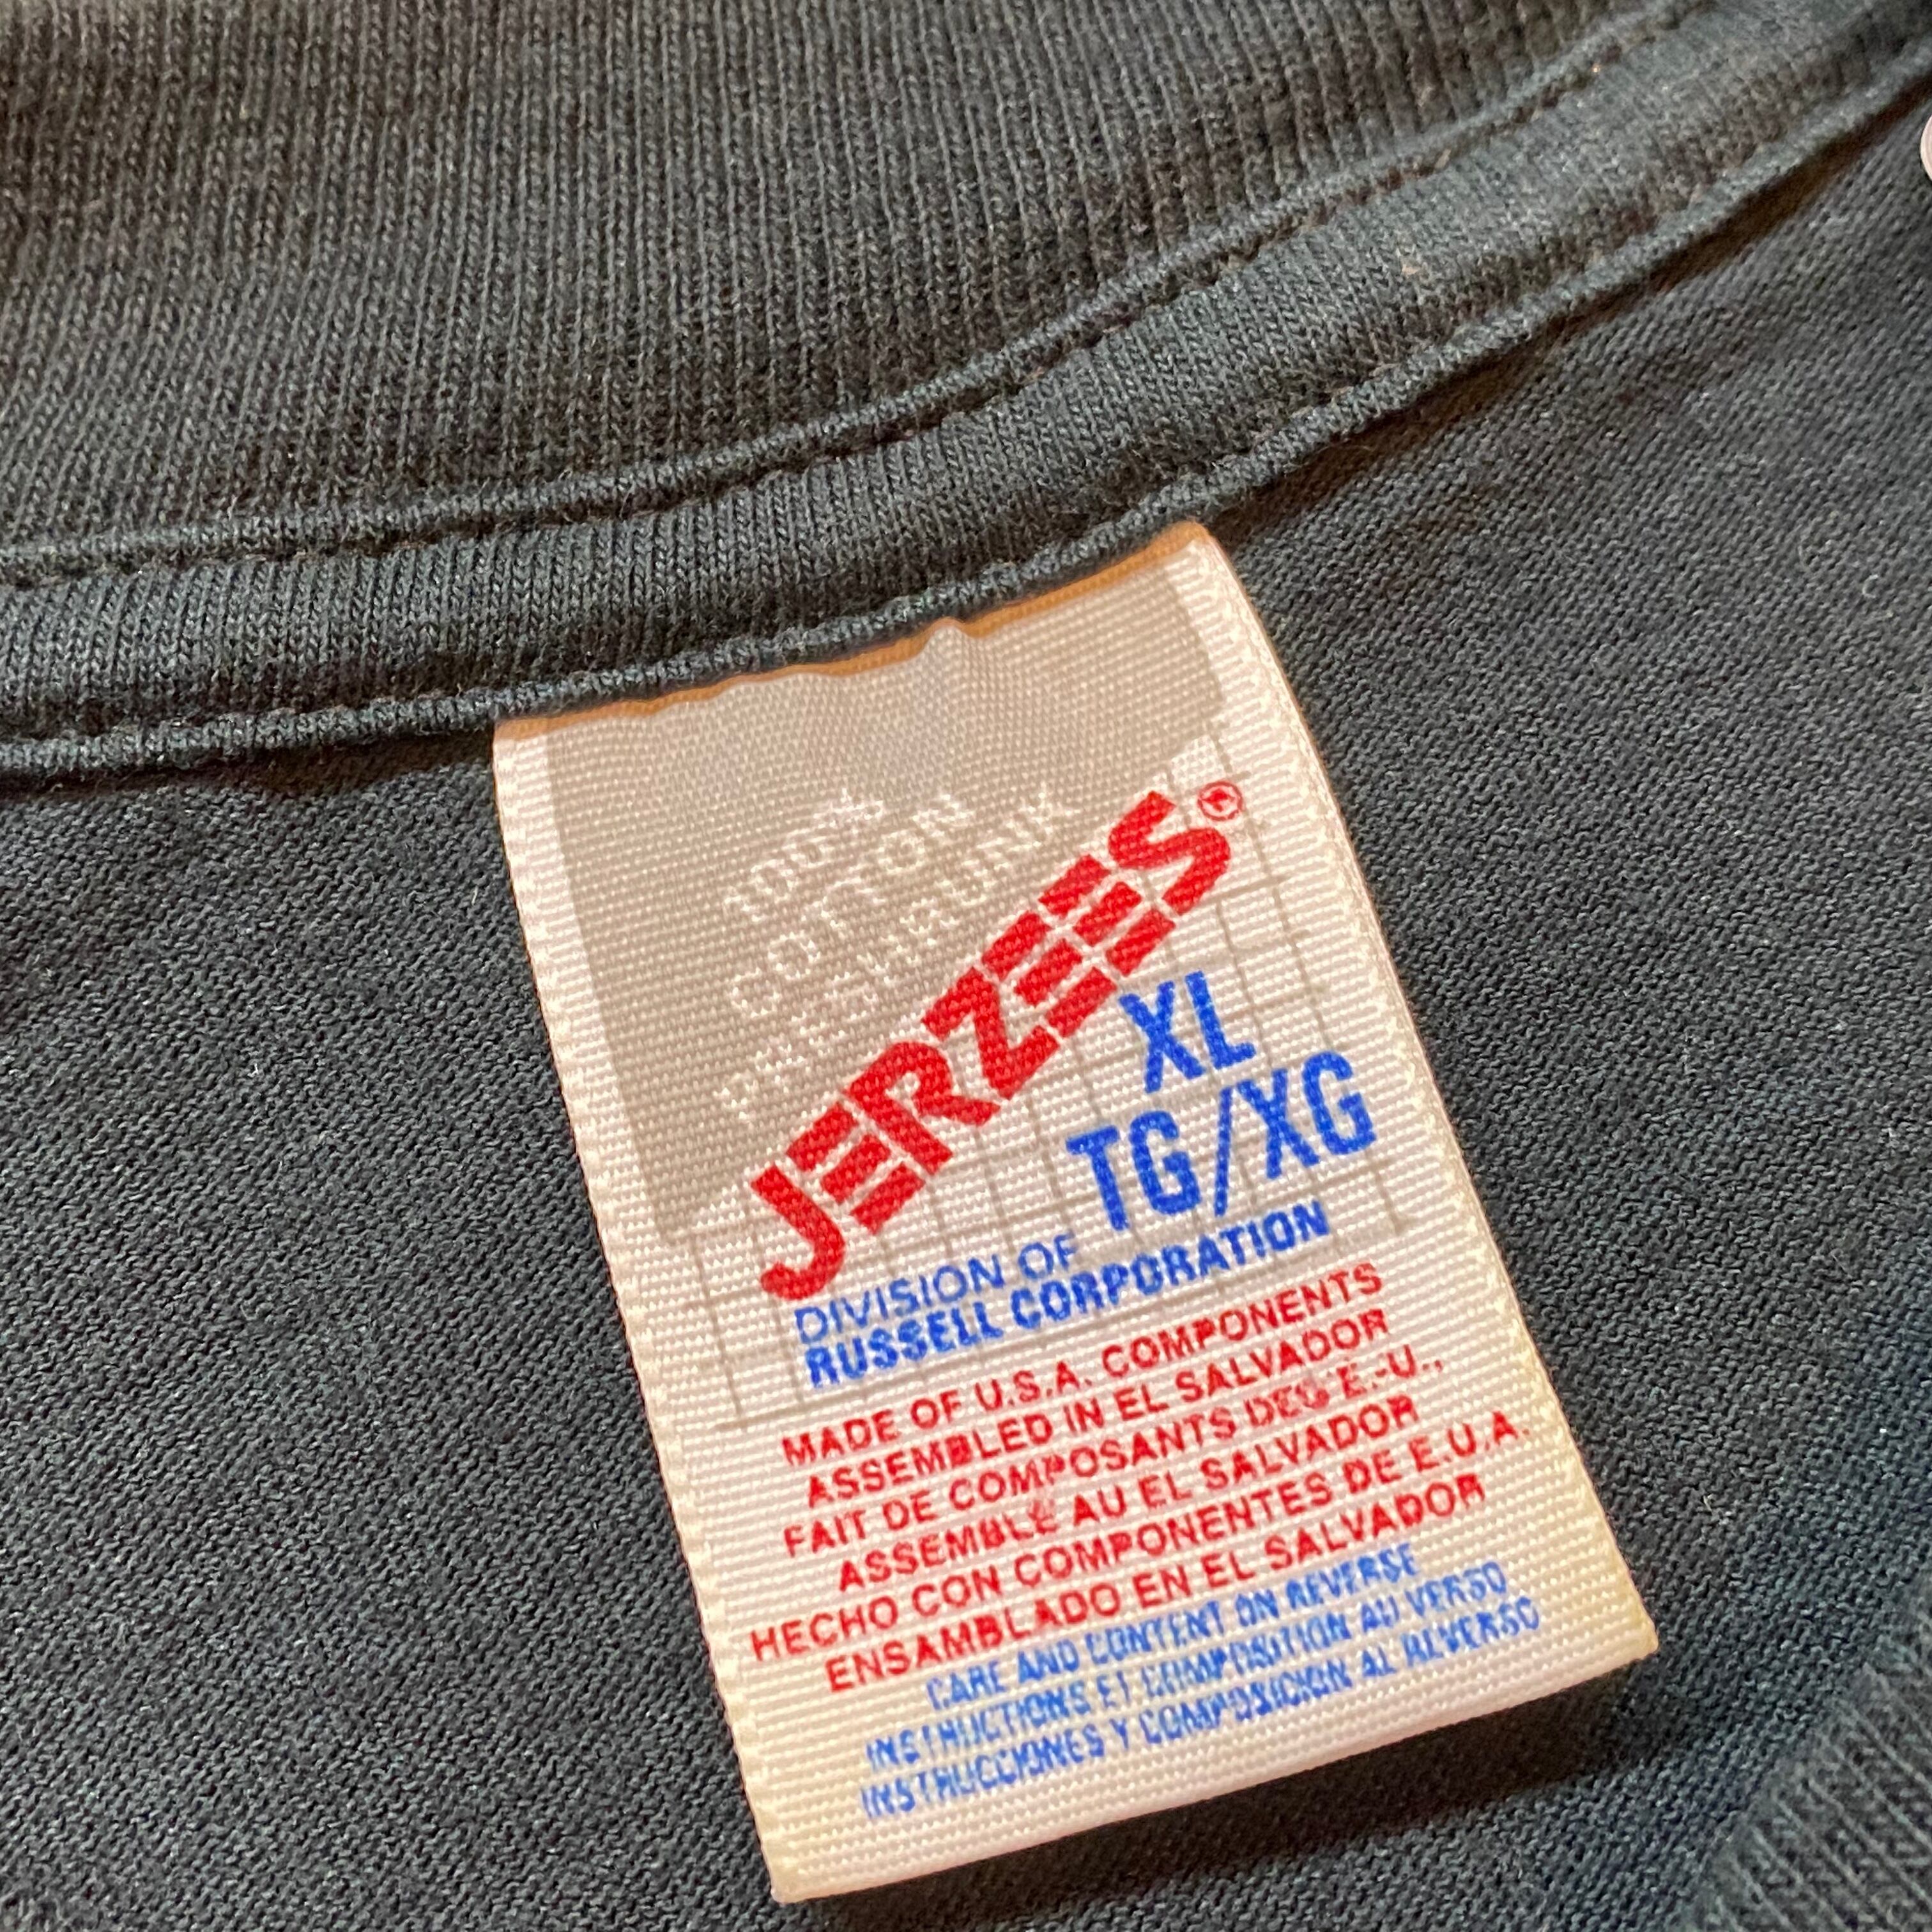 100%
COTTON
PRESHRUNK
JERZEES®
XL
TG/XG
DIVISION OF
RUSSELL CORPORATION
MADE OF U.S.A. COMPONENTS
ASSEMBLED IN EL SALVADOR
FAIT DE COMPOSANTS DES E.-U.,
ASSEMBLÉ AU EL SALVADOR
HECHO CON COMPONENTES DE E.U.A.
ENSAMBLADO EN EL SALVADOR
CARE AND CONTENT ON REVERSE
INSTRUCTIONS ET COMPOSITION AU VERSO
INSTRUCCIONES Y COMPOSICION AL REVERSO